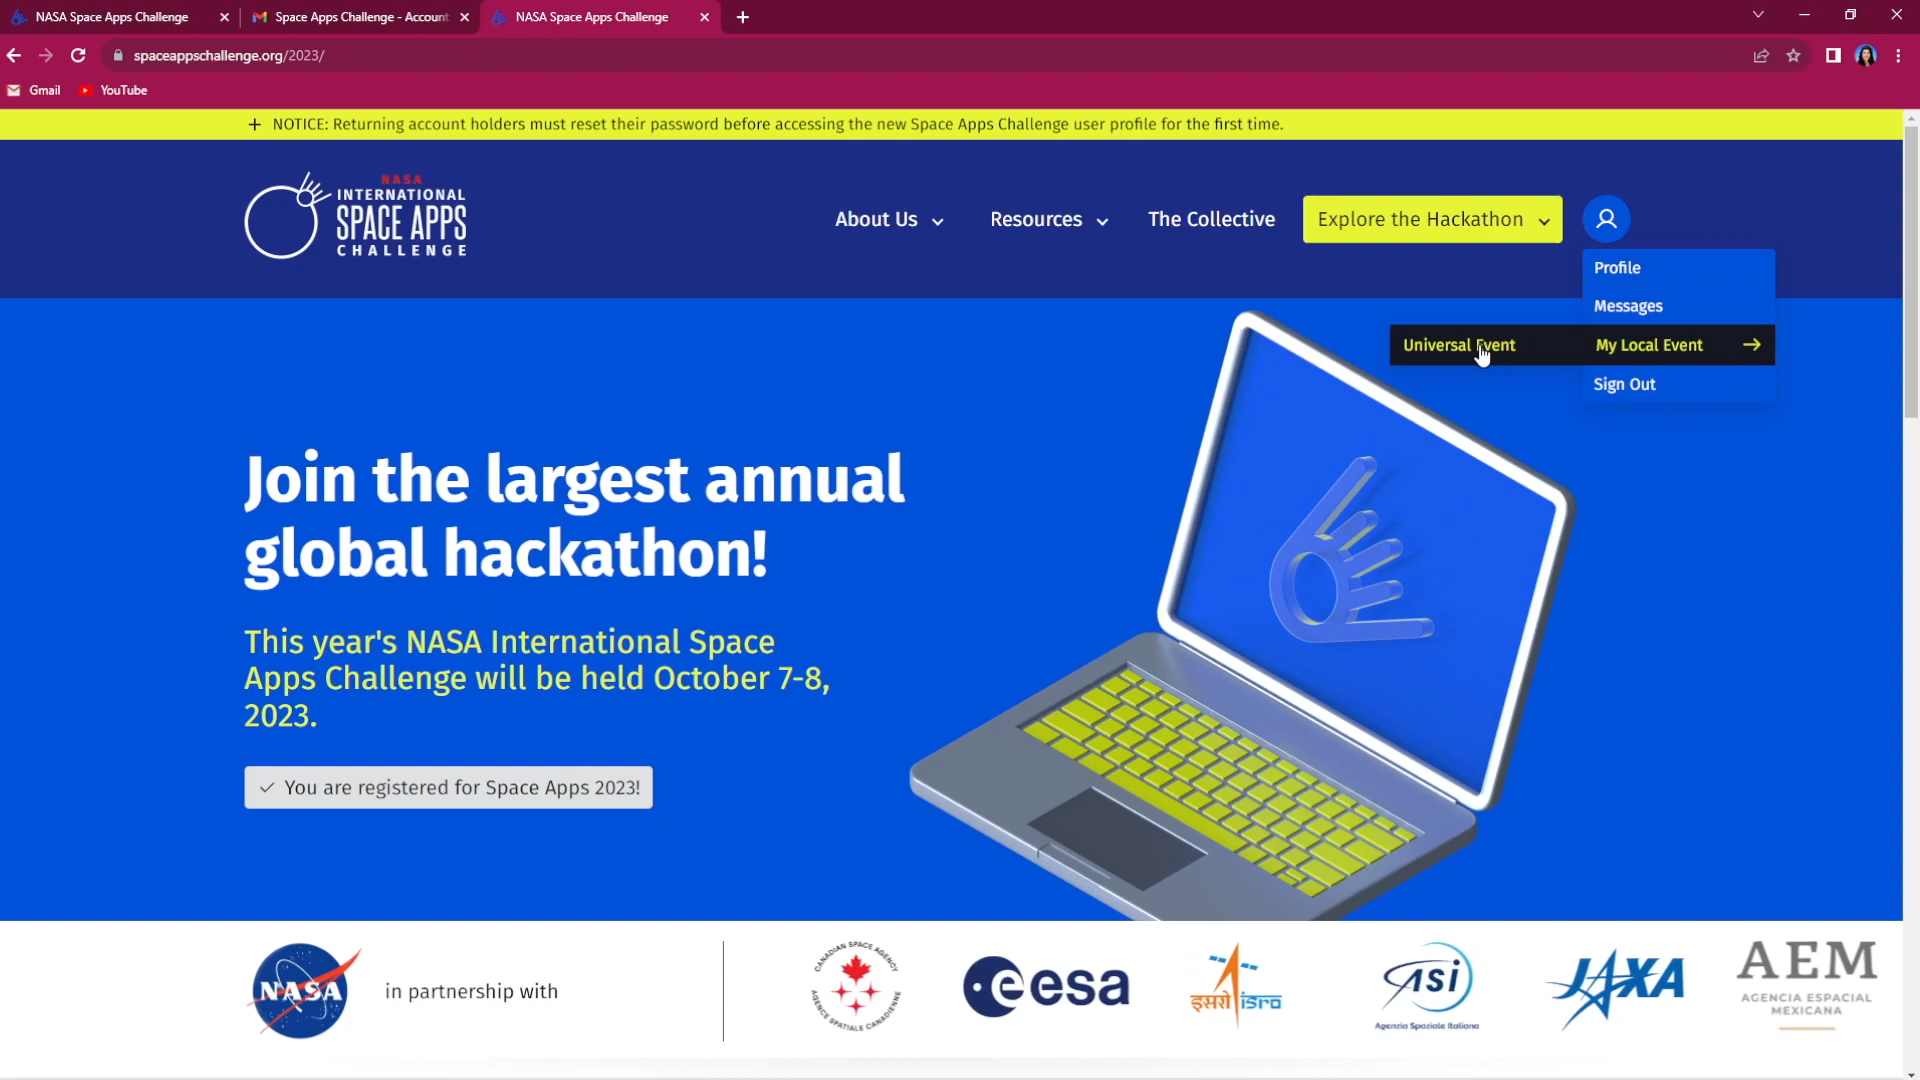 NASA Space Apps Challenge
Space Apps Challenge - Account
NASA Space Apps Challenge
spaceappschallenge.org/2023/
Gmail
YouTube
+ NOTICE: Returning account holders must reset their password before accessing the new Space Apps Challenge user profile for the first time.
NASA
INTERNATIONAL
SPACE APPS
CHALLENGE
About Us
Resources
The Collective
Explore the Hackathon
Profile
Messages
Universal Event
My Local Event
Sign Out
Join the largest annual
global hackathon!
This year's NASA International Space
Apps Challenge will be held October 7-8,
2023.
You are registered for Space Apps 2023!
NASA
in partnership with
CANADIAN SPACE AGENCY
AGENCE SPATIALE CANADIENNE
esa
इसरो isro
ASI
Agenzia Spaziale Italiana
JAXA
AEM
AGENCIA ESPACIAL
MEXICANA